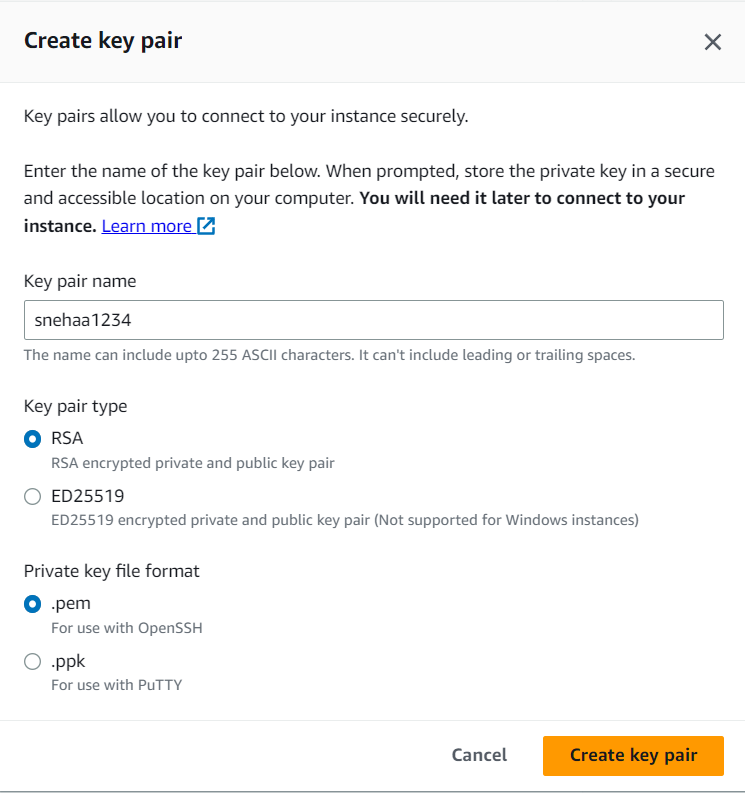 Create key pair
Key pairs allow you to connect to your instance securely.
Enter the name of the key pair below. When prompted, store the private key in a secure
and accessible location on your computer. You will need it later to connect to your
instance. Learn more
Key pair name
snehaa1234
The name can include upto 255 ASCII characters. It can't include leading or trailing spaces.
Key pair type
RSA
RSA encrypted private and public key pair
ED25519
ED25519 encrypted private and public key pair (Not supported for Windows instances)
Private key file format
.pem
For use with OpenSSH
.ppk
For use with PuTTY
Cancel
Create key pair